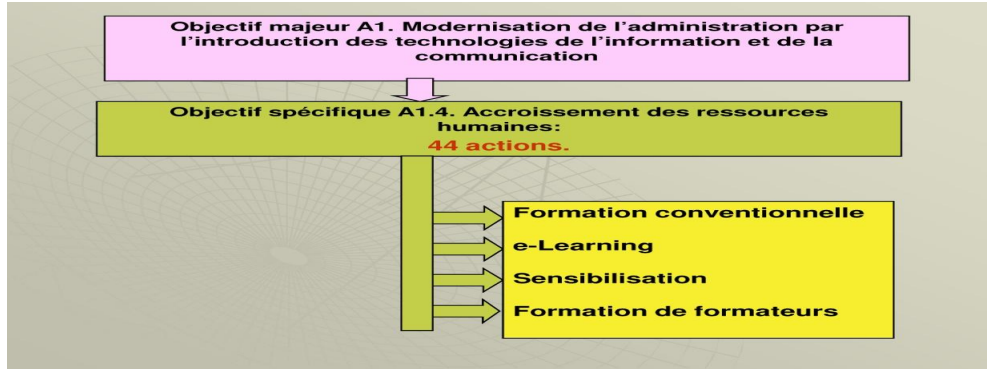 Objectif majeur A1. Modernisation de l’administration par
l’introduction des technologies de l’information et de la
communication
Objectif spécifique A1.4. Accroissement des ressources
humaines:
44 actions.
Formation conventionnelle
e-Learning
Sensibilisation
Formation de formateurs